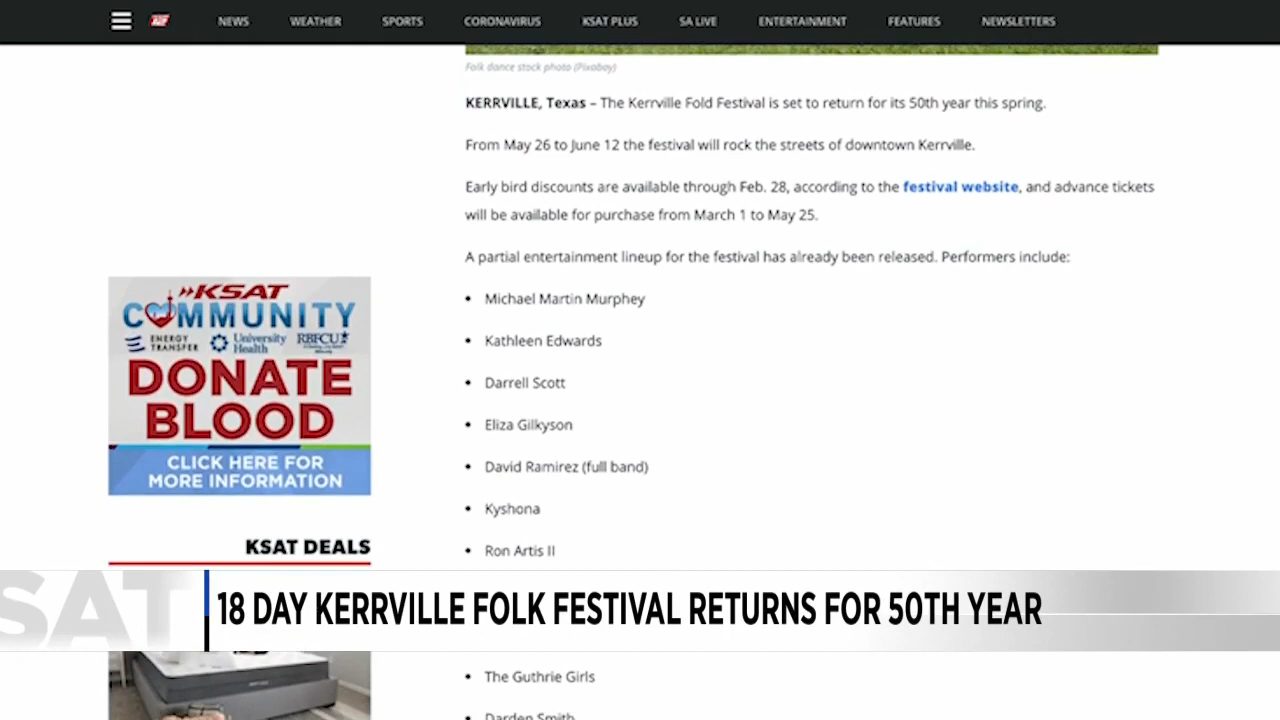 NEWS WEATHER SPORTS CORONAVIRUS KSAT PLUS SA LIVE ENTERTAINMENT FEATURES NEWSLETTERS
Folk dance stock photo (Pixabay)
KERRVILLE, Texas – The Kerrville Fold Festival is set to return for its 50th year this spring.
From May 26 to June 12 the festival will rock the streets of downtown Kerrville.
Early bird discounts are available through Feb. 28, according to the festival website, and advance tickets
will be available for purchase from March 1 to May 25.
A partial entertainment lineup for the festival has already been released. Performers include:
• Michael Martin Murphey
• Kathleen Edwards
• Darrell Scott
• Eliza Gilkyson
• David Ramirez (full band)
• Kyshona
• Ron Artis II
KSAT
COMMUNITY
ENERGY TRANSFER
University Health
RBFCU
DONATE
BLOOD
CLICK HERE FOR
MORE INFORMATION
KSAT DEALS
SAT
18 DAY KERRVILLE FOLK FESTIVAL RETURNS FOR 50TH YEAR
• The Guthrie Girls
• Darden Smith